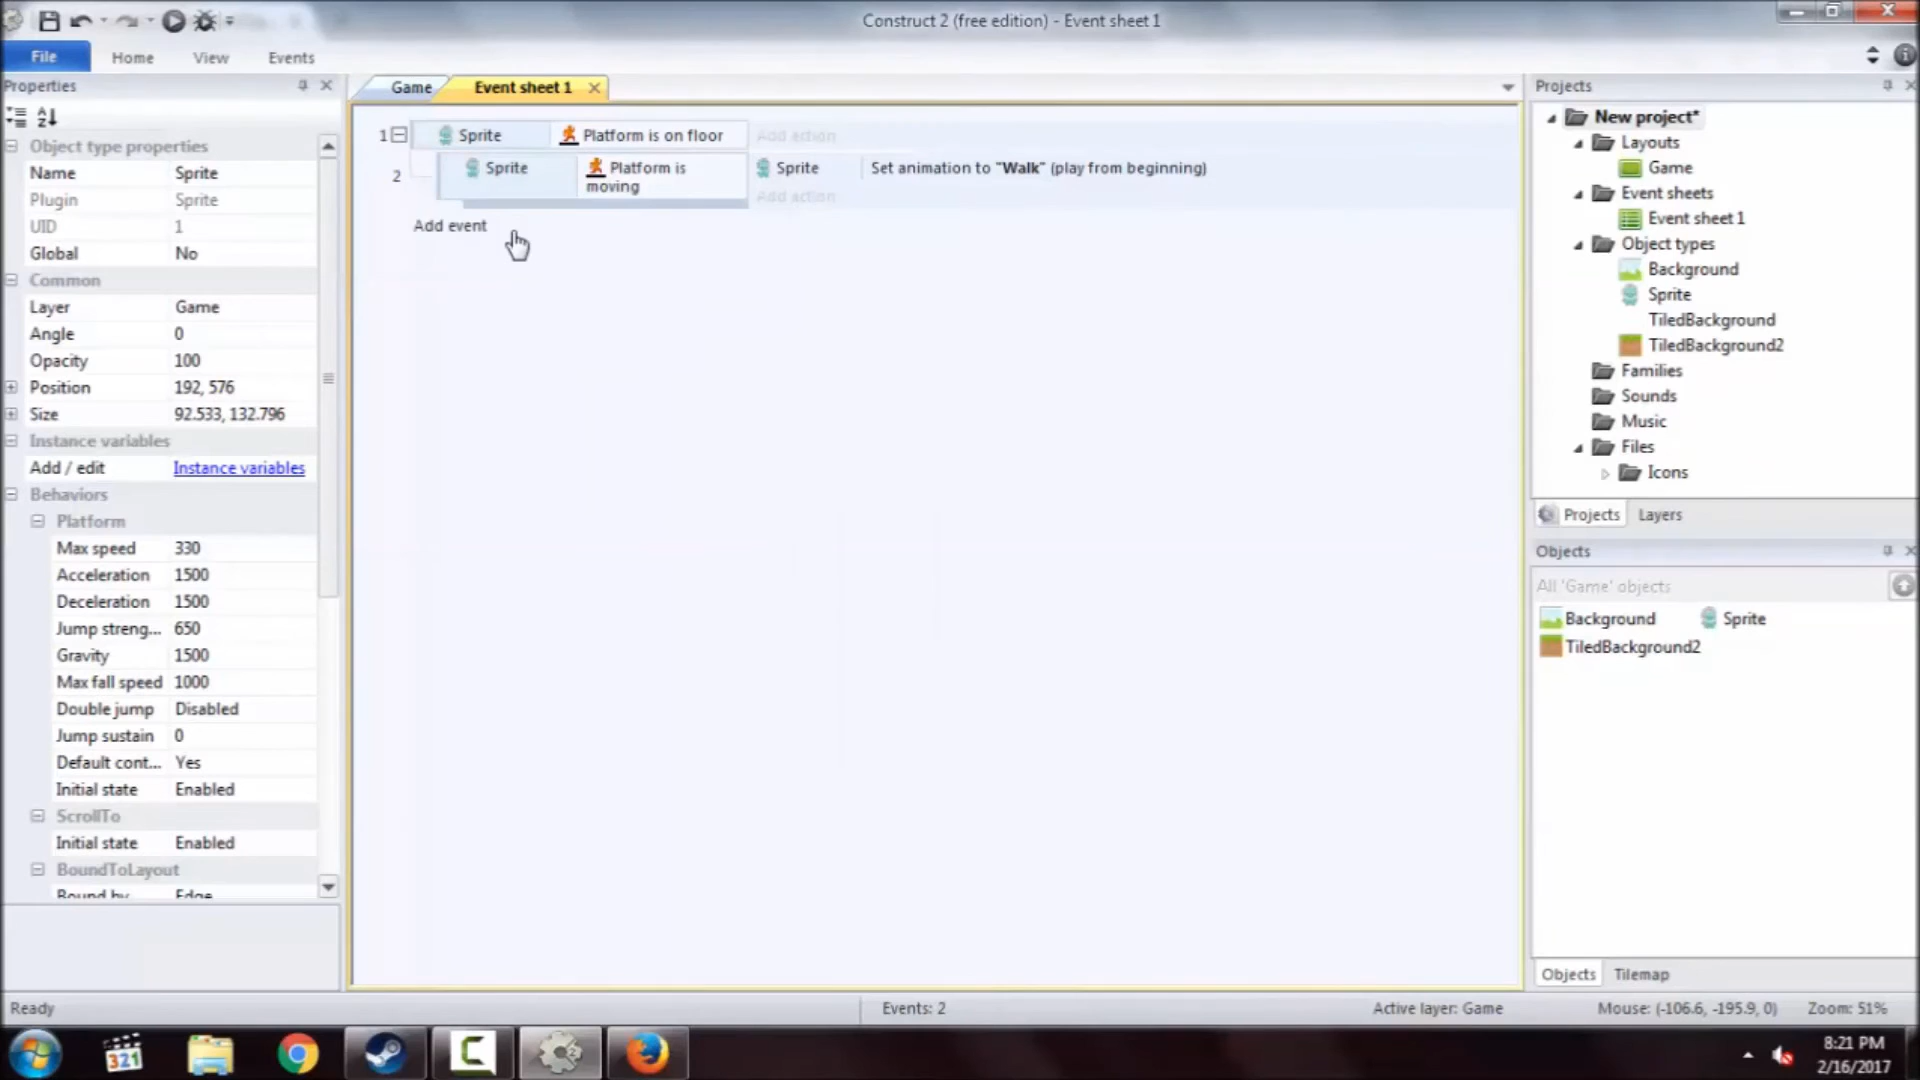 Construct 2 (free edition) - Event sheet 1
File Home View Events
Properties
Game Event sheet 1
Projects
Object type properties
Name Sprite
Plugin Sprite
UID 1
Global No
Common
Layer Game
Angle 0
Opacity 100
Position 192, 576
Size 92.533, 132.796
Instance variables
Add / edit Instance variables
Behaviors
Platform
Max speed 330
Acceleration 1500
Deceleration 1500
Jump streng... 650
Gravity 1500
Max fall speed 1000
Double jump Disabled
Jump sustain 0
Default cont... Yes
Initial state Enabled
ScrollTo
Initial state Enabled
BoundToLayout
Bound by Edge
1 Sprite Platform is on floor Add action
2 Sprite Platform is moving Sprite Set animation to "Walk" (play from beginning)
Add action
Add event
New project*
Layouts
Game
Event sheets
Event sheet 1
Object types
Background
Sprite
TiledBackground
TiledBackground2
Families
Sounds
Music
Files
Icons
Projects Layers
Objects
All 'Game' objects
Background Sprite
TiledBackground2
Objects Tilemap
Ready Events: 2 Active layer: Game Mouse: (-106.6, -195.9, 0) Zoom: 51%
321
8:21 PM
2/16/2017